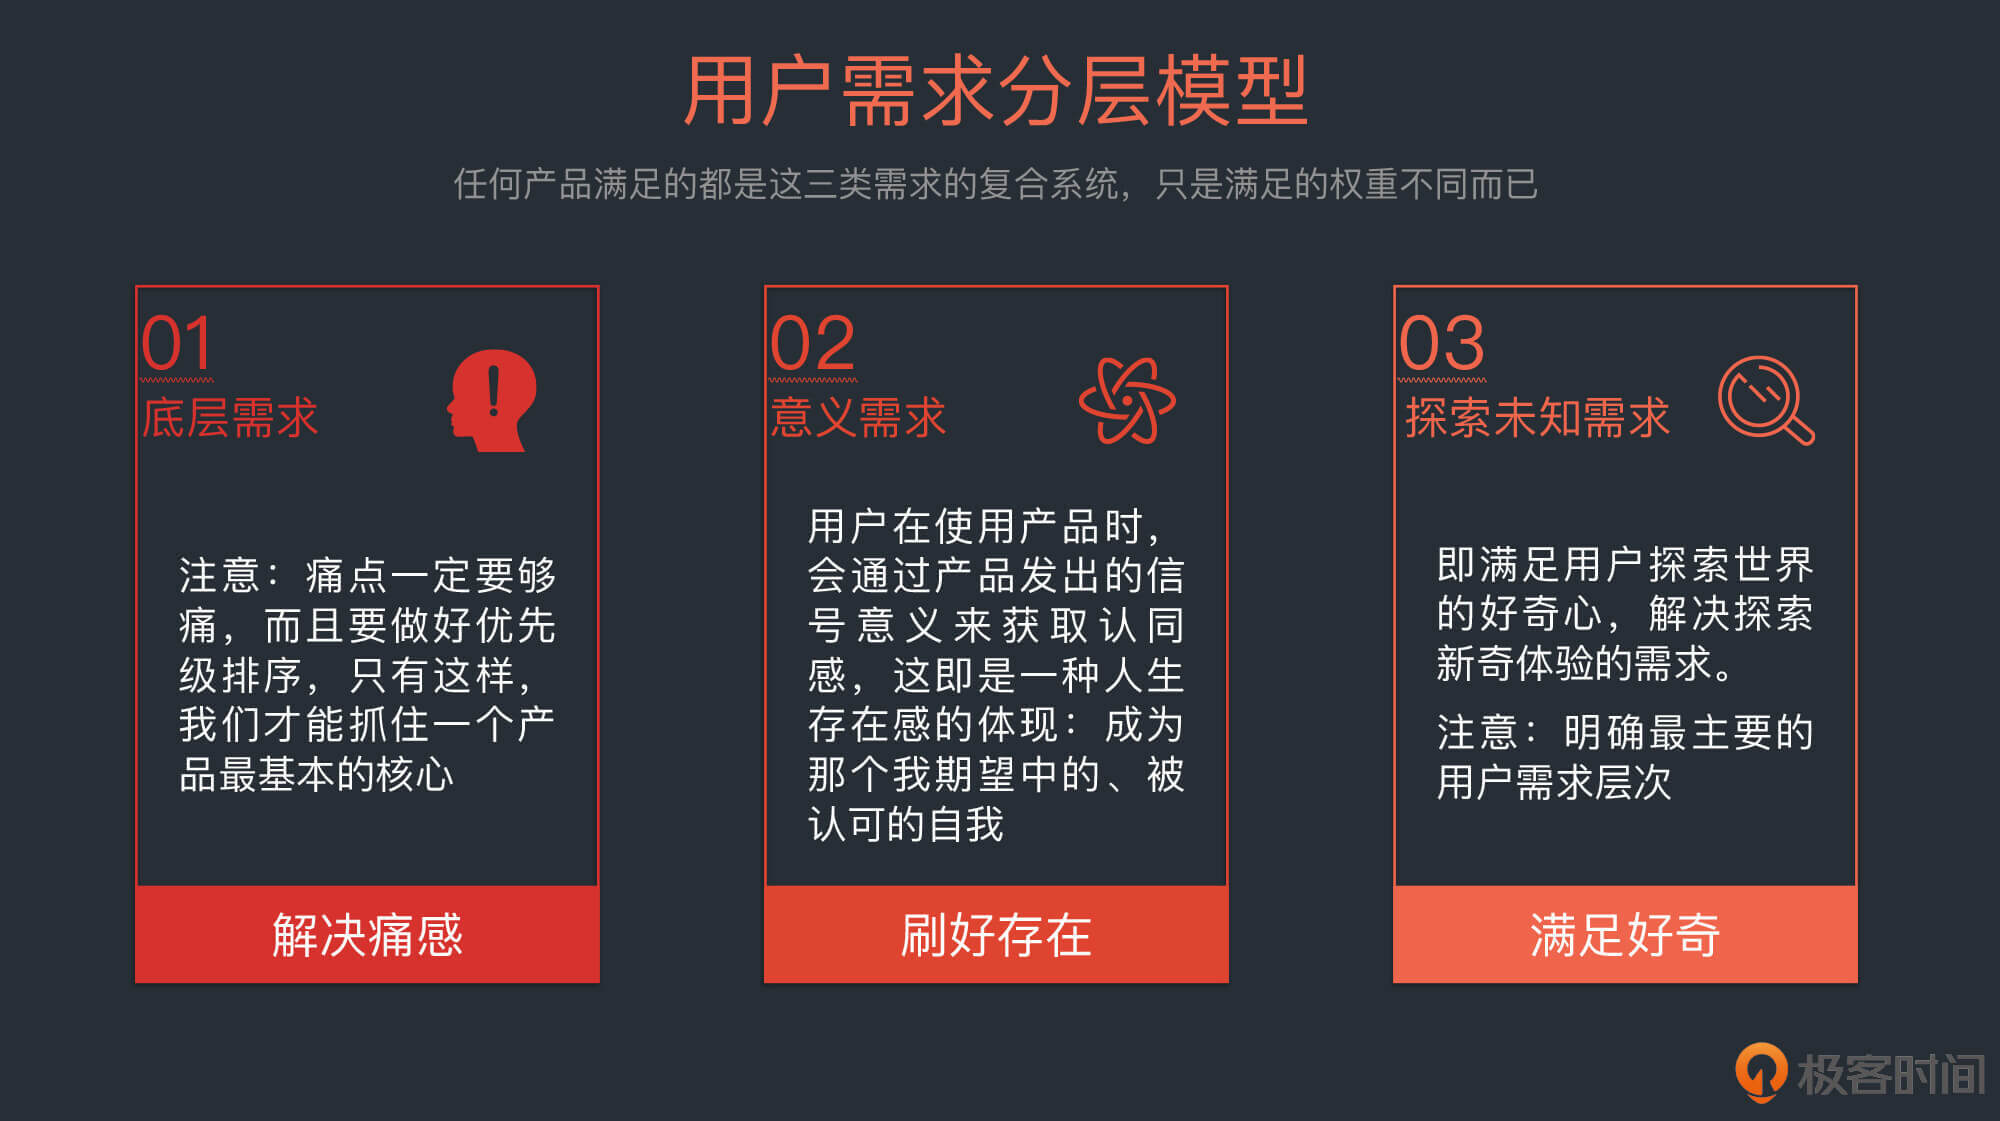 用户需求分层模型
任何产品满足的都是这三类需求的复合系统，只是满足的权重不同而已
01
底层需求
注意：痛点一定要够
痛，而且要做好优先
级排序，只有这样，
我们才能抓住一个产
品最基本的核心
解决痛感
02
意义需求
用户在使用产品时，
会通过产品发出的信
号意义来获取认同
感，这即是一种人生
存在感的体现：成为
那个我期望中的、被
认可的自我
刷好存在
03
探索未知需求
即满足用户探索世界
的好奇心，解决探索
新奇体验的需求。
注意：明确最主要的
用户需求层次
满足好奇
极客时间